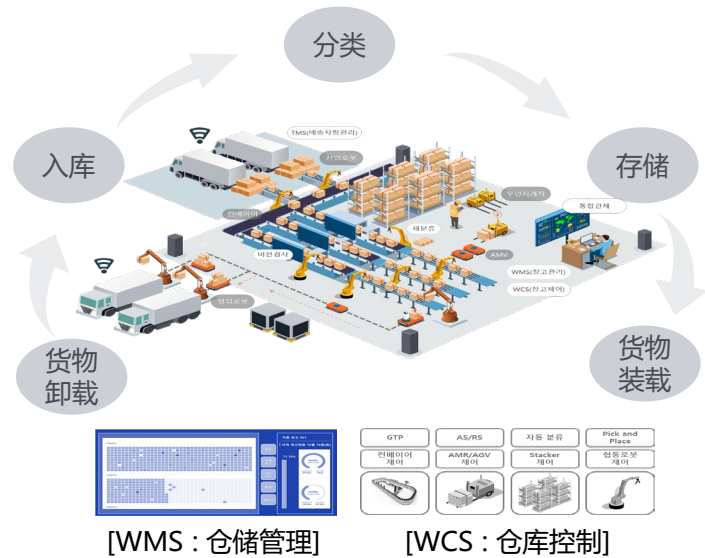 分类
入库
存储
货物
卸载
货物
装载
TMS(배송차량관리)
산업로봇
무인지게차
통합관제
컨베이어
재분류
비전검사
AMV
WMS(창고관리)
WCS(창고제어)
협업로봇
GTP
AS/RS
자동 분류
Pick and
Place
컨베이어
제어
AMR/AGV
제어
Stacker
제어
협동로봇
제어
[WMS : 仓储管理]
[WCS : 仓库控制]